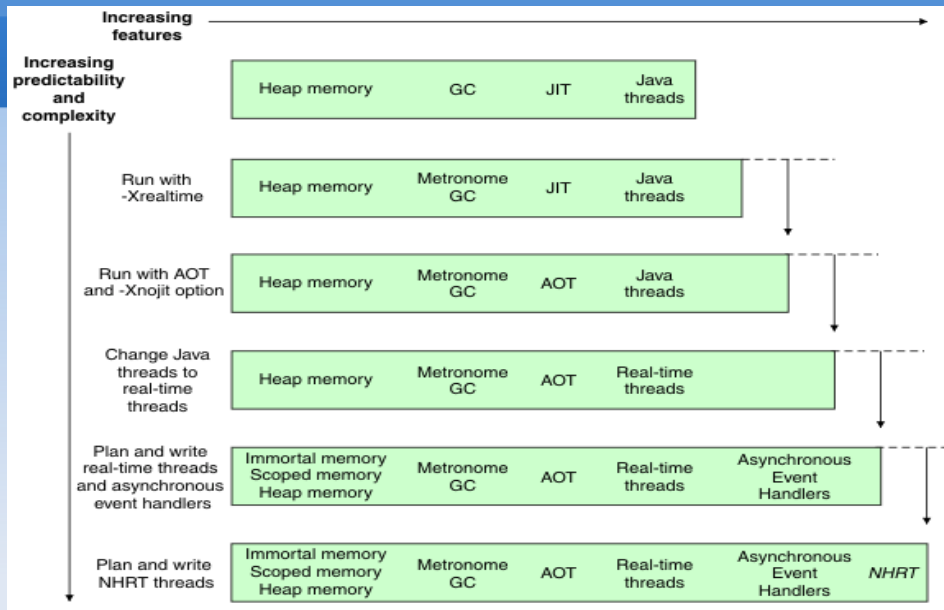 Increasing
features
Increasing
predictability
and
complexity
Heap memory GC JIT Java
threads
Run with
-Xrealtime
Heap memory Metronome
GC JIT Java
threads
Run with AOT
and -Xnojit option
Heap memory Metronome
GC AOT Java
threads
Change Java
threads to
real-time
threads
Heap memory Metronome
GC AOT Real-time
threads
Plan and write
real-time threads
and asynchronous
event handlers
Immortal memory
Scoped memory
Heap memory
Metronome
GC
AOT
Real-time
threads
Asynchronous
Event
Handlers
Plan and write
NHRT threads
Immortal memory
Scoped memory
Heap memory
Metronome
GC
AOT
Real-time
threads
Asynchronous
Event
Handlers
NHRT